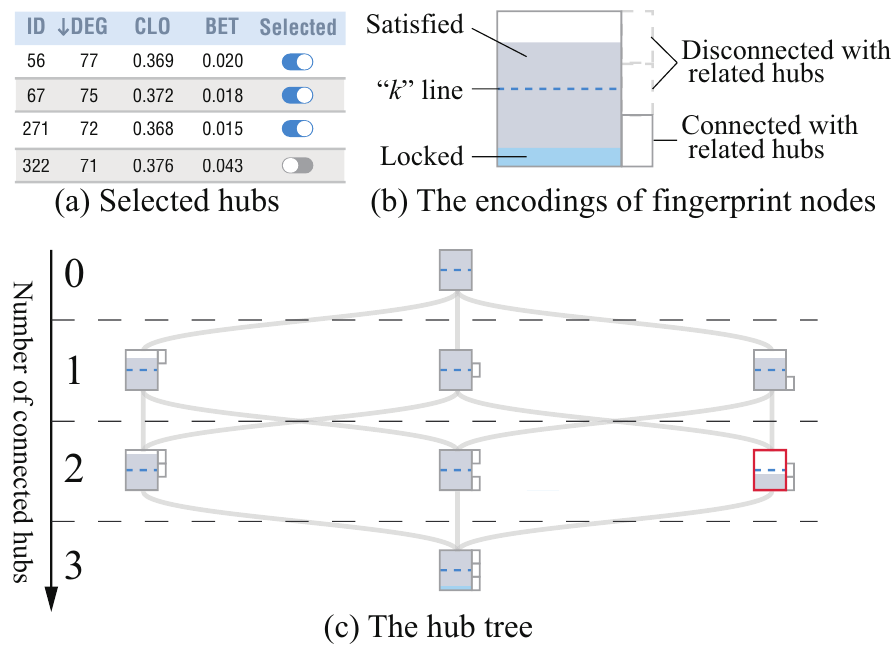 ID ↓DEG CLO BET Selected
56 77 0.369 0.020
67 75 0.372 0.018
271 72 0.368 0.015
322 71 0.376 0.043
(a) Selected hubs
Satisfied
“k” line
Locked
Disconnected with
related hubs
Connected with
related hubs
(b) The encodings of fingerprint nodes
Number of connected hubs
0
1
2
3
(c) The hub tree